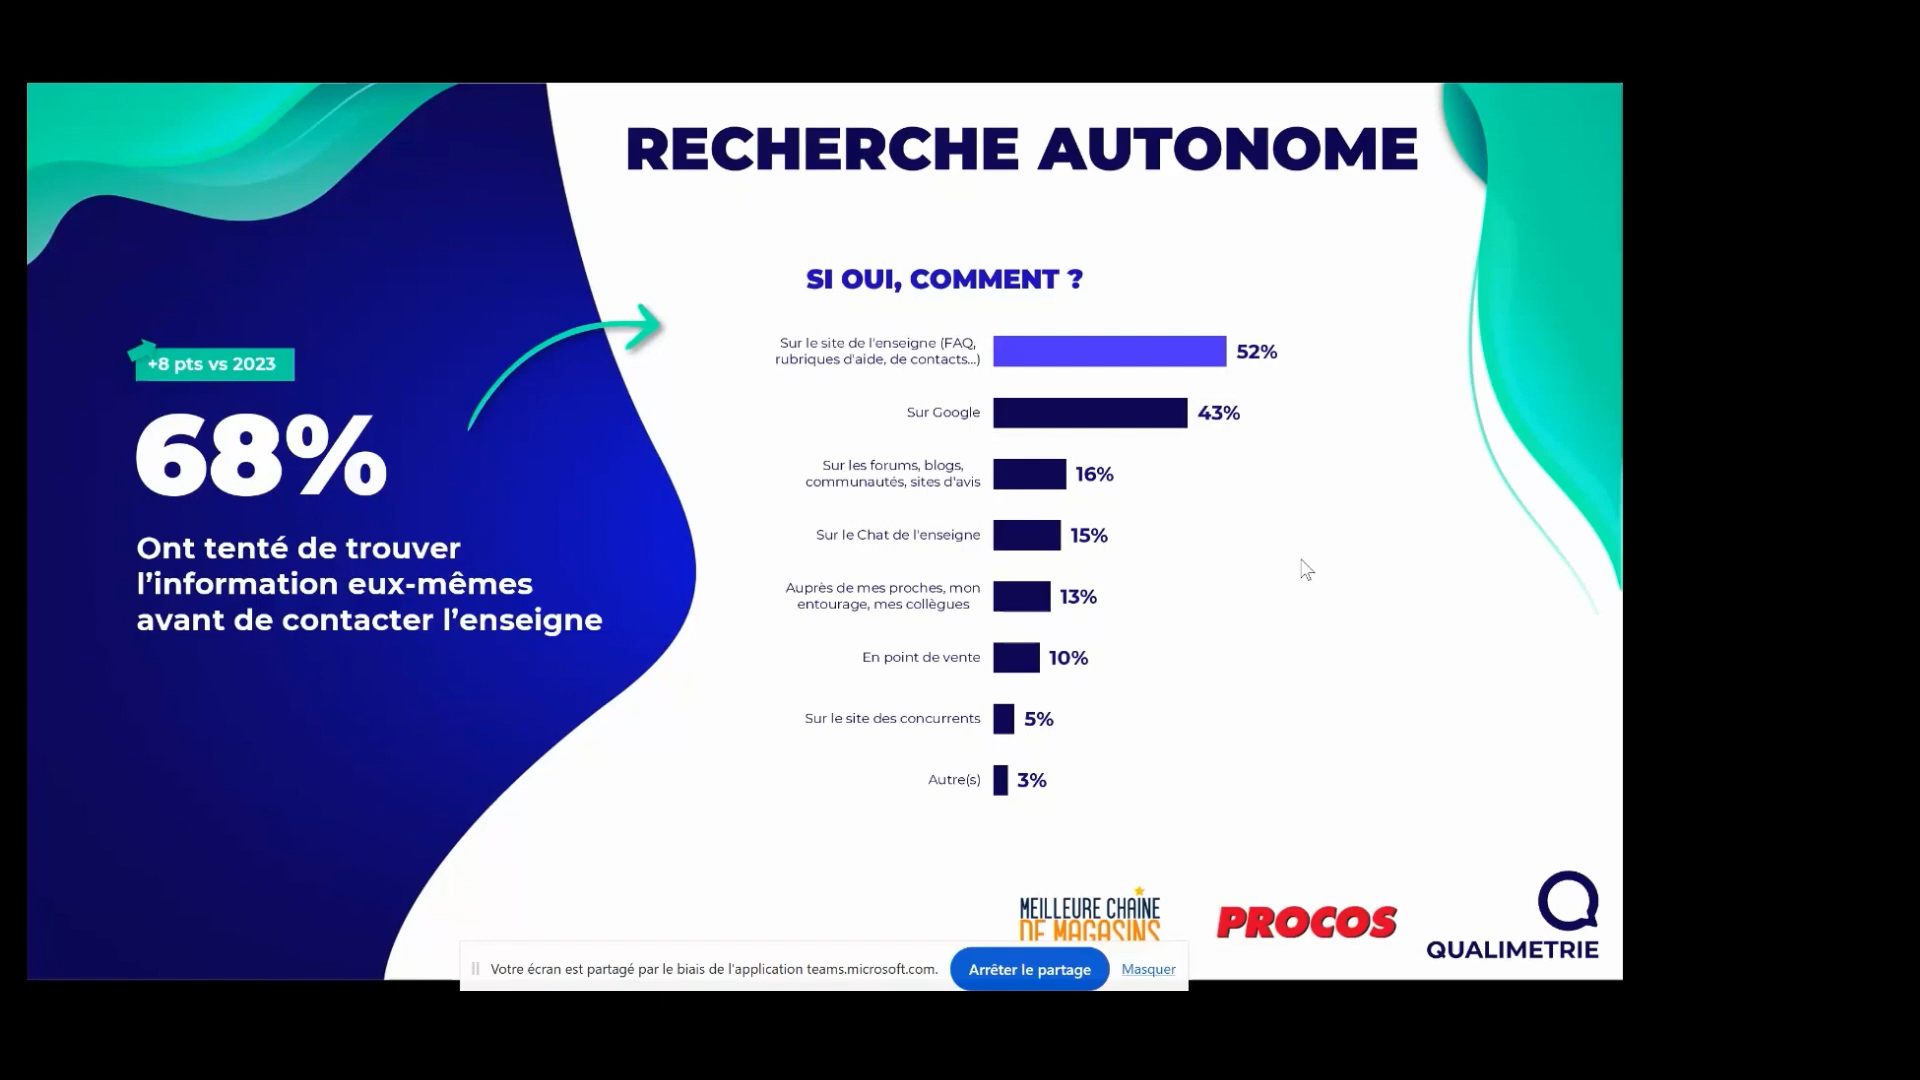 RECHERCHE AUTONOME
+8 pts vs 2023
68%
Ont tenté de trouver
l'information eux-mêmes
avant de contacter l'enseigne
SI OUI, COMMENT ?
Sur le site de l'enseigne (FAQ,
rubriques d'aide, de contacts...)
52%
Sur Google
43%
Sur les forums, blogs,
communautés, sites d'avis
16%
Sur le Chat de l'enseigne
15%
Auprès de mes proches, mon
entourage, mes collègues
13%
En point de vente
10%
Sur le site des concurrents
5%
Autre(s)
3%
MEILLEURE CHAÎNE
DE MAGASINS
PROCOS
QUALIMETRIE
Votre écran est partagé par le biais de l'application teams.microsoft.com.
Arrêter le partage
Masquer